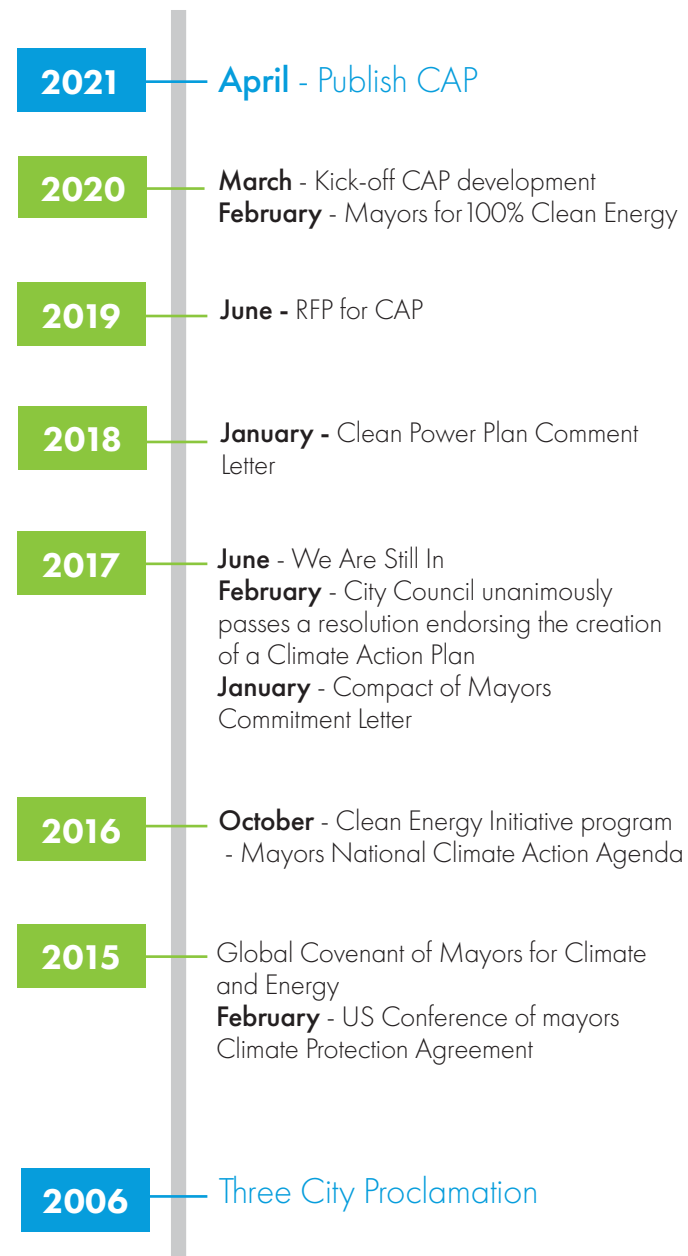 2021
April - Publish CAP
2020
March - Kick-off CAP development
February - Mayors for100% Clean Energy
2019
June - RFP for CAP
2018
January - Clean Power Plan Comment
Letter
2017
June - We Are Still In
February - City Council unanimously
passes a resolution endorsing the creation
of a Climate Action Plan
January - Compact of Mayors
Commitment Letter
2016
October - Clean Energy Initiative program
- Mayors National Climate Action Agenda
2015
Global Covenant of Mayors for Climate
and Energy
February - US Conference of mayors
Climate Protection Agreement
2006
Three City Proclamation